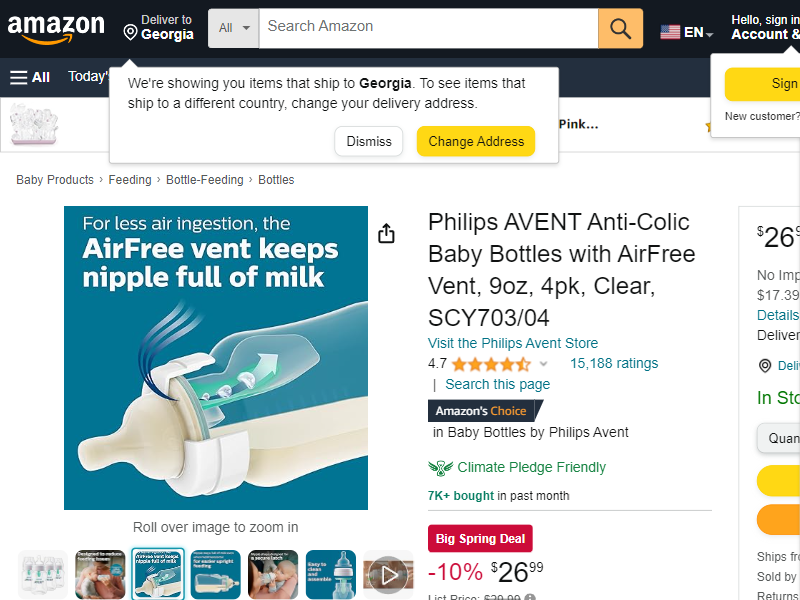 amazon
Deliver to
Georgia
All
Search Amazon
EN
Hello, sign in
Account &
All
Today'
We're showing you items that ship to Georgia. To see items that
ship to a different country, change your delivery address.
Dismiss
Change Address
Pink...
Sign
New customer?
Baby Products › Feeding › Bottle-Feeding › Bottles
For less air ingestion, the
AirFree vent keeps
nipple full of milk
Roll over image to zoom in
Philips AVENT Anti-Colic
Baby Bottles with AirFree
Vent, 9oz, 4pk, Clear,
SCY703/04
Visit the Philips Avent Store
4.7
15,188 ratings
| Search this page
Amazon's Choice
in Baby Bottles by Philips Avent
Climate Pledge Friendly
7K+ bought in past month
Big Spring Deal
-10% $26 99
List Price: $29.99
$26 9
No Imp
$17.39
Details
Deliver
Deli
In Sto
Quan
Ships fr
Sold by
Returns